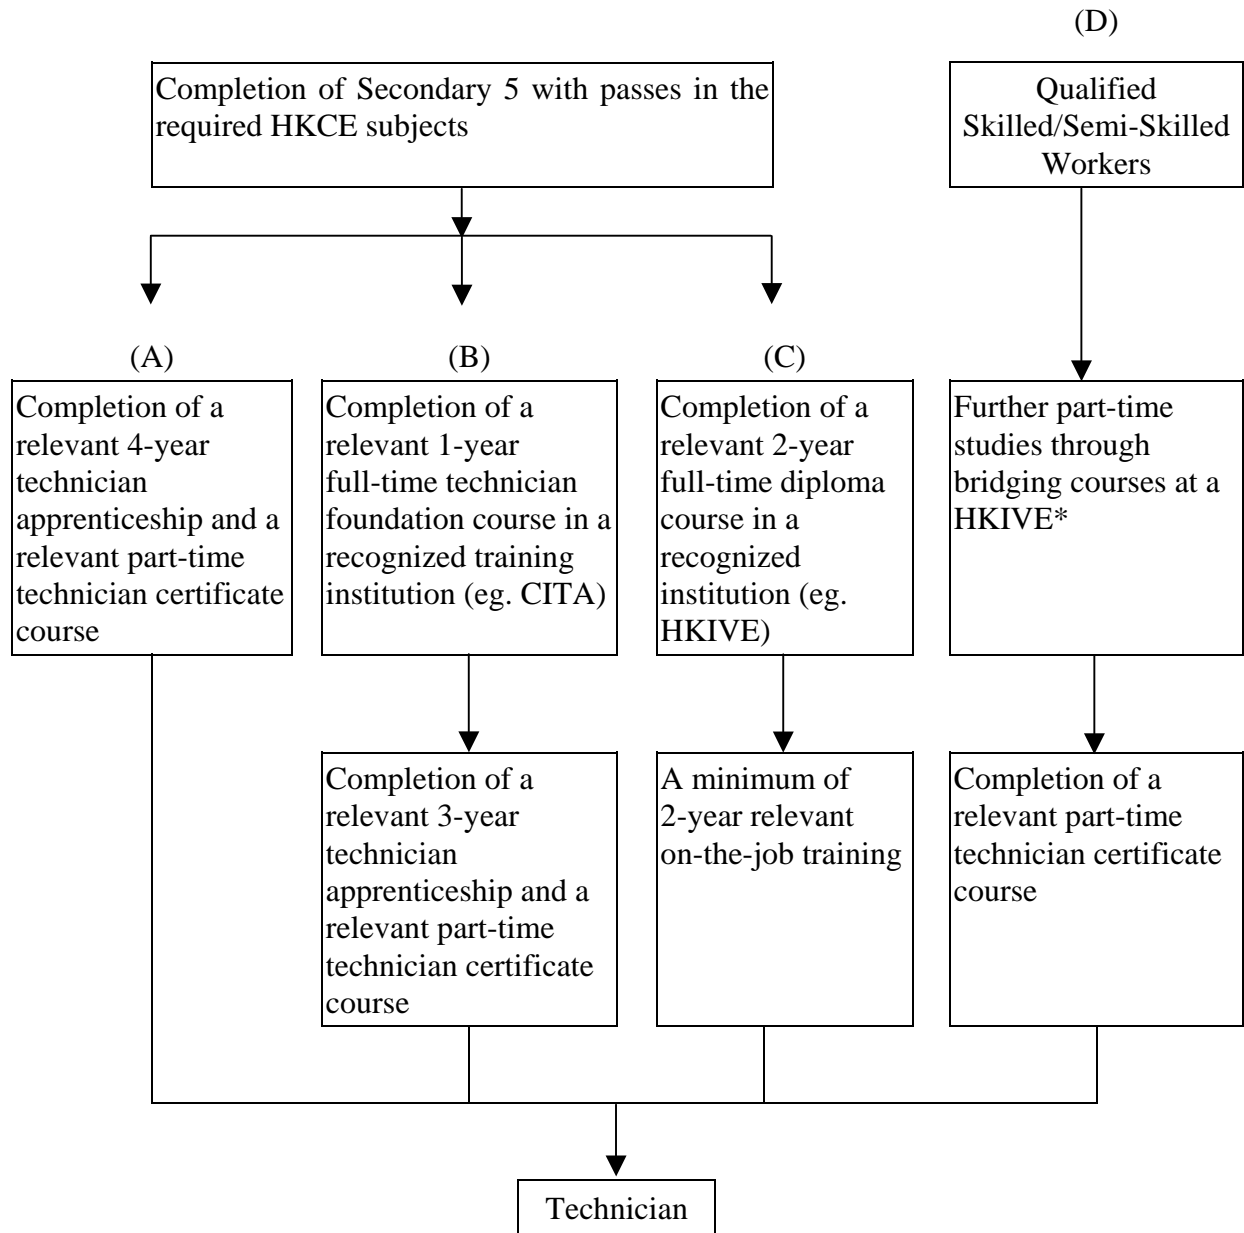 (D)
Completion of Secondary 5 with passes in the
required HKCE subjects
Qualified
Skilled/Semi-Skilled
Workers
(A)
Completion of a
relevant 4-year
technician
apprenticeship and a
relevant part-time
technician certificate
course
(B)
Completion of a
relevant 1-year
full-time technician
foundation course in a
recognized training
institution (eg. CITA)
(C)
Completion of a
relevant 2-year
full-time diploma
course in a
recognized
institution (eg.
HKIVE)
Further part-time
studies through
bridging courses at a
HKIVE*
Completion of a
relevant 3-year
technician
apprenticeship and a
relevant part-time
technician certificate
course
A minimum of
2-year relevant
on-the-job training
Completion of a
relevant part-time
technician certificate
course
Technician